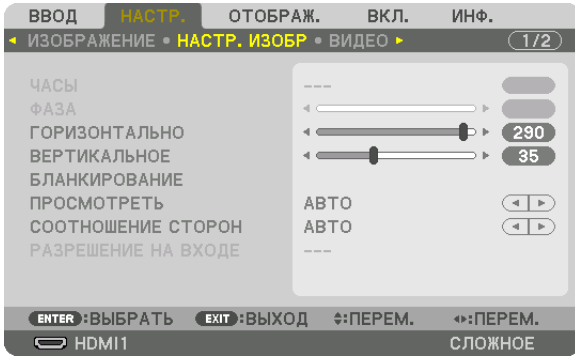 ВВОД НАСТР. ОТОБРАЖ. ВКЛ. ИНФ.
ИЗОБРАЖЕНИЕ • НАСТР. ИЗОБР • ВИДЕО 1/2
ЧАСЫ ---
ФАЗА
ГОРИЗОНТАЛЬНО 290
ВЕРТИКАЛЬНОЕ 35
БЛАНКИРОВАНИЕ
ПРОСМОТРЕТЬ АВТО
СООТНОШЕНИЕ СТОРОН АВТО
РАЗРЕШЕНИЕ НА ВХОДЕ ---
ENTER :ВЫБРАТЬ EXIT :ВЫХОД :ПЕРЕМ. :ПЕРЕМ.
HDMI1 СЛОЖНОЕ